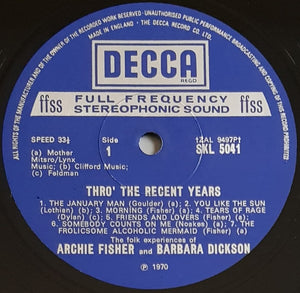 ALL RIGHTS OF THE MANUFACTURER AND OF THE OWNER OF THE RECORDED WORK RESERVED · UNAUTHORISED PUBLIC PERFORMANCE, BROADCASTING AND COPYING OF THIS RECORD PROHIBITED
MADE IN ENGLAND · THE DECCA RECORD CO. LTD.
DECCA
REGD
ffss FULL FREQUENCY ffss
STEREOPHONIC SOUND
SPEED 33⅓ Side †ZAL 9497P†
(a) Mother 1 SKL 5041
Mitsro/Lynx
Music; (b) Clifford Music;
(c) Feldman
THRO' THE RECENT YEARS
1. THE JANUARY MAN (Goulder) (a) 2. YOU LIKE THE SUN
(Lothien) (b) 3. MORNING (Fisher) (a) 4. TEARS OF RAGE
(Dylan) (c) 5. FRIENDS AND LOVERS (Fisher) (a)
6. SOMEBODY COUNTS ON ME (Noakes) (a) 7. THE
FROLICSOME ALCOHOLIC MERMAID (Fisher) (a)
The folk experiences of
ARCHIE FISHER and BARBARA DICKSON
℗ 1970